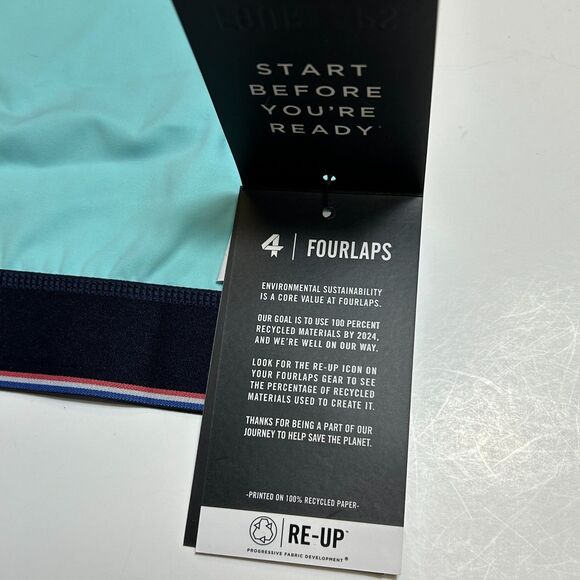 FOURLAPS
START
BEFORE
YOU'RE
READY
4 | FOURLAPS
ENVIRONMENTAL SUSTAINABILITY
IS A CORE VALUE AT FOURLAPS.
OUR GOAL IS TO USE 100 PERCENT
RECYCLED MATERIALS BY 2024,
AND WE'RE WELL ON OUR WAY.
LOOK FOR THE RE-UP ICON ON
YOUR FOURLAPS GEAR TO SEE
THE PERCENTAGE OF RECYCLED
MATERIALS USED TO CREATE IT.
THANKS FOR BEING A PART OF OUR
JOURNEY TO HELP SAVE THE PLANET.
-PRINTED ON 100% RECYCLED PAPER-
RE-UP™
PROGRESSIVE FABRIC DEVELOPMENT®